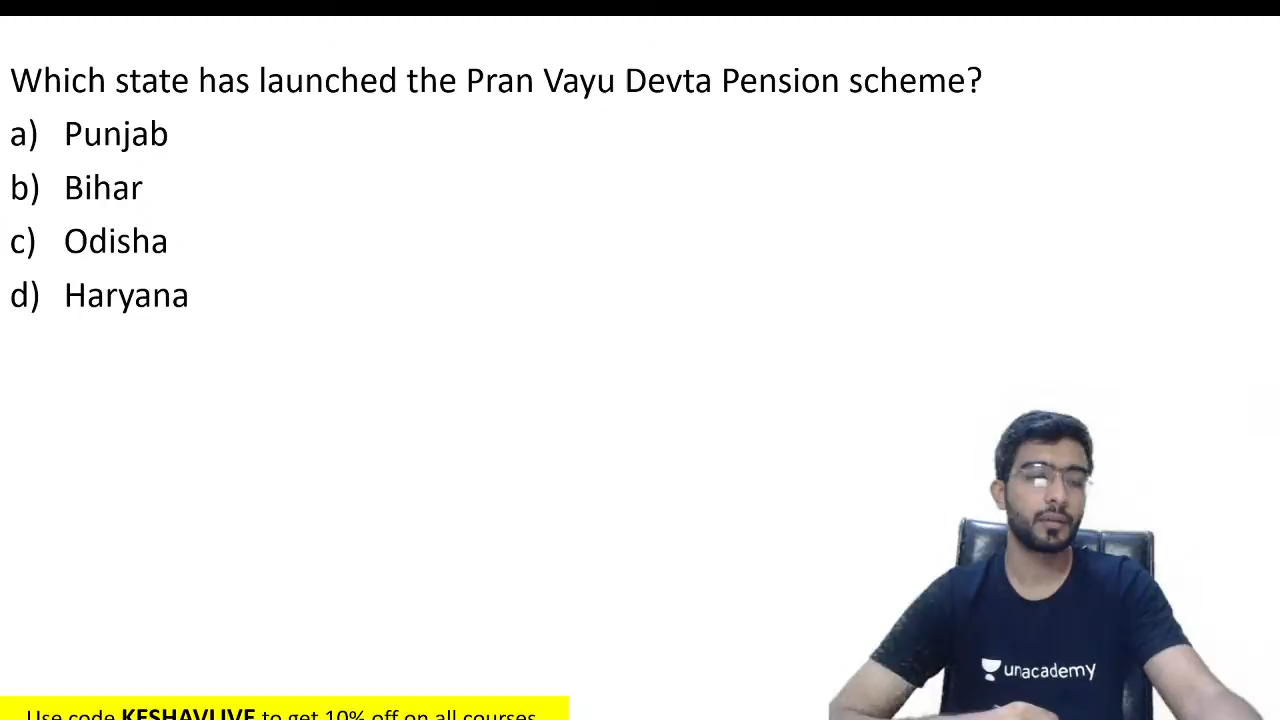 Which state has launched the Pran Vayu Devta Pension scheme?
a) Punjab
b) Bihar
c) Odisha
d) Haryana
unacademy
Use code KESHAVLIVE to get 10% off on all courses